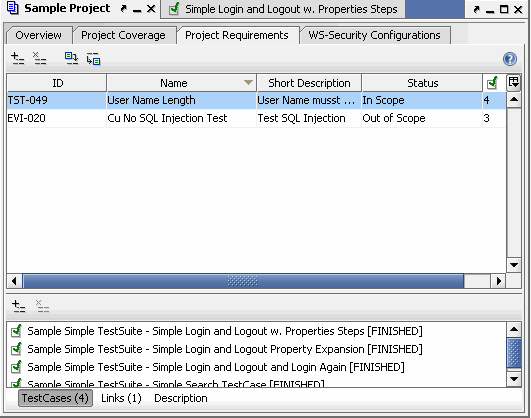 Sample Project
Simple Login and Logout w. Properties Steps
Overview Project Coverage Project Requirements WS-Security Configurations
ID Name Short Description Status
TST-049 User Name Length User Name musst ... In Scope 4
EVI-020 Cu No SQL Injection Test Test SQL Injection Out of Scope 3
Sample Simple TestSuite - Simple Login and Logout w. Properties Steps [FINISHED]
Sample Simple TestSuite - Simple Login and Logout Property Expansion [FINISHED]
Sample Simple TestSuite - Simple Login and Logout and Login Again [FINISHED]
Sample Simple TestSuite - Simple Search TestCase [FINISHED]
TestCases (4) Links (1) Description